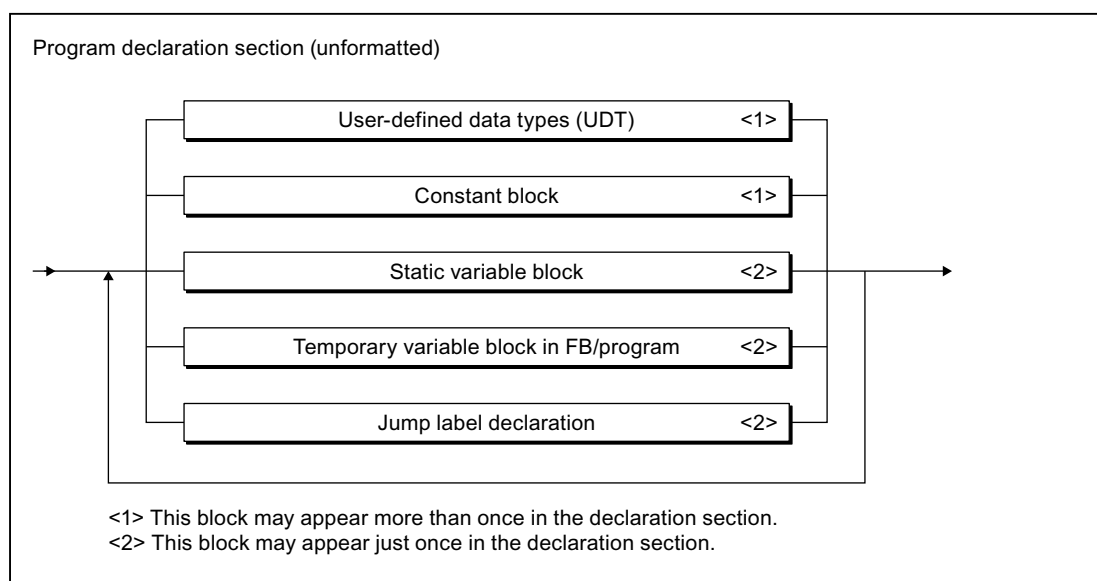 Program declaration section (unformatted)
User-defined data types (UDT) <1>
Constant block <1>
Static variable block <2>
Temporary variable block in FB/program <2>
Jump label declaration <2>
<1> This block may appear more than once in the declaration section.
<2> This block may appear just once in the declaration section.